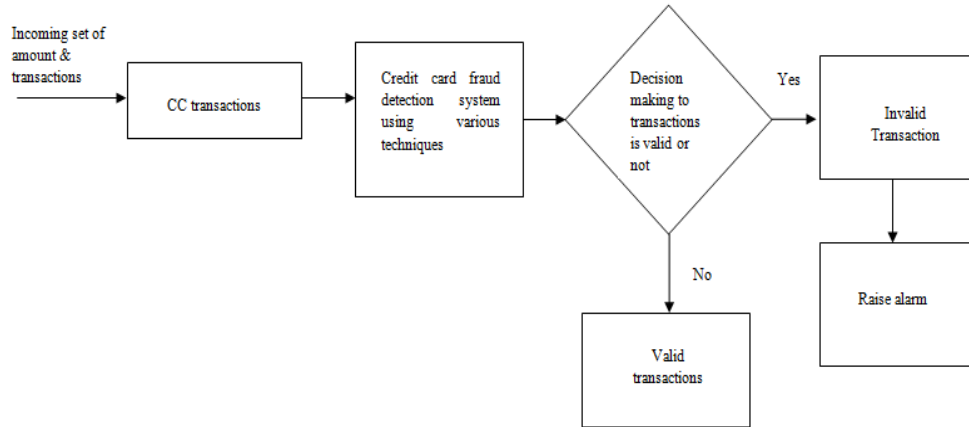 Incoming set of
amount &
transactions
CC transactions
Credit card fraud
detection system
using various
techniques
Decision
making to
transactions
is valid or
not
Yes
Invalid
Transaction
No
Raise alarm
Valid
transactions